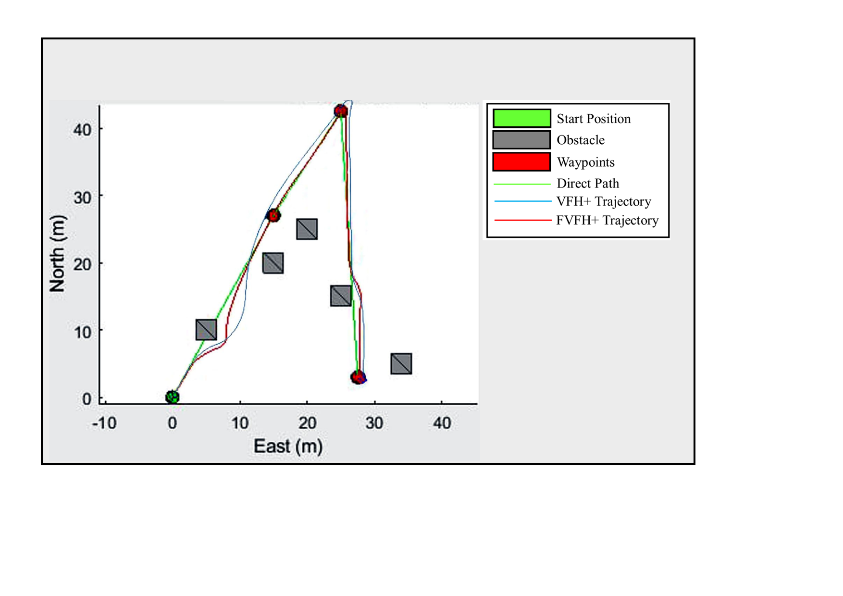 Start Position
Obstacle
Waypoints
Direct Path
VFH+ Trajectory
FVFH+ Trajectory
North (m)
40
30
20
10
0
-10 0 10 20 30 40
East (m)